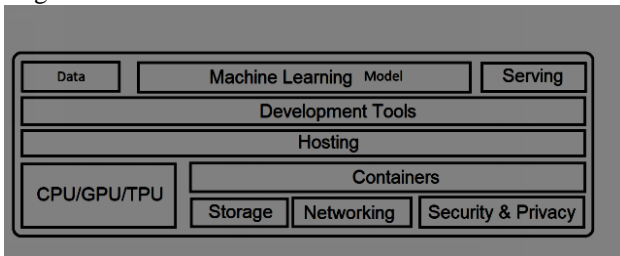 Data Machine Learning Model Serving
Development Tools
Hosting
CPU/GPU/TPU
Containers
Storage Networking Security & Privacy